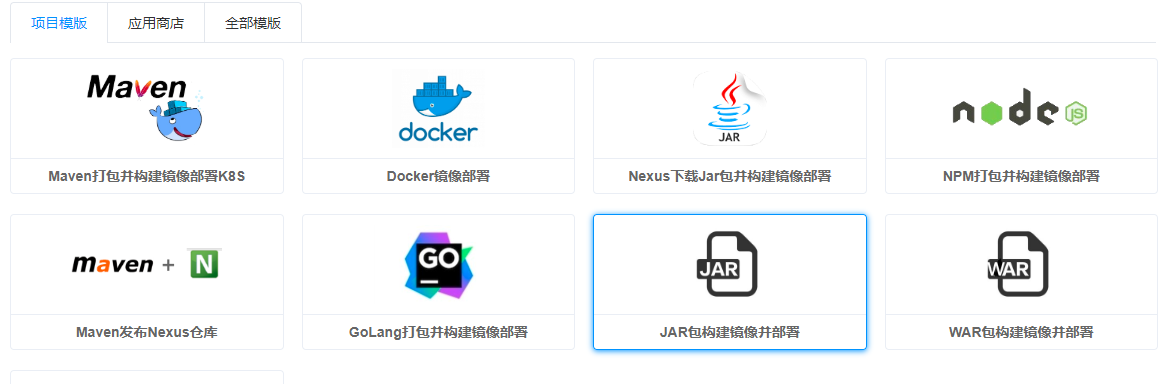 项目模版 应用商店 全部模版
Maven docker JAR node JS
Maven打包并构建镜像部署K8S Docker镜像部署 Nexus下载Jar包并构建镜像部署 NPM打包并构建镜像部署
maven + N GO JAR WAR
Maven发布Nexus仓库 GoLang打包并构建镜像部署 JAR包构建镜像并部署 WAR包构建镜像并部署